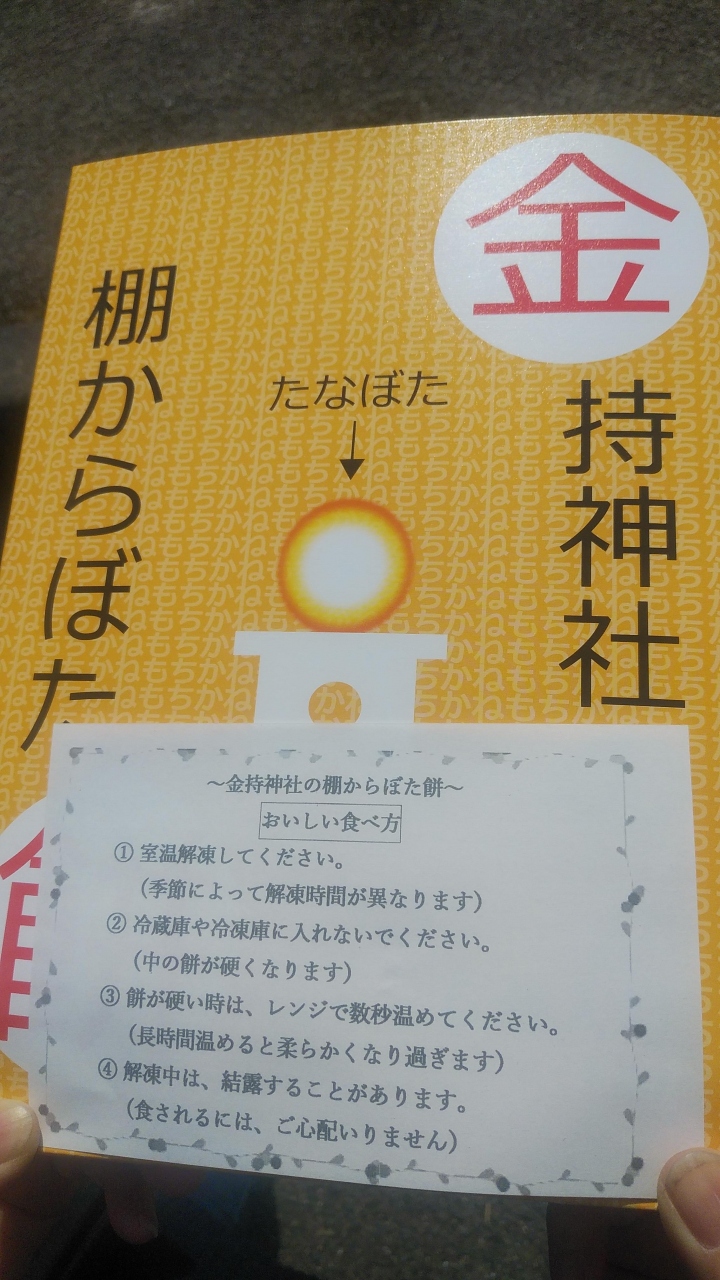 金持神社
棚からぼた
たなぼた
～金持神社の棚からぼた餅～
おいしい食べ方
① 室温解凍してください。
（季節によって解凍時間が異なります）
② 冷蔵庫や冷凍庫に入れないでください。
（中の餅が硬くなります）
③ 餅が硬い時は、レンジで数秒温めてください。
（長時間温めると柔らかくなり過ぎます）
④ 解凍中は、結露することがあります。
（食されるには、ご心配いりません）